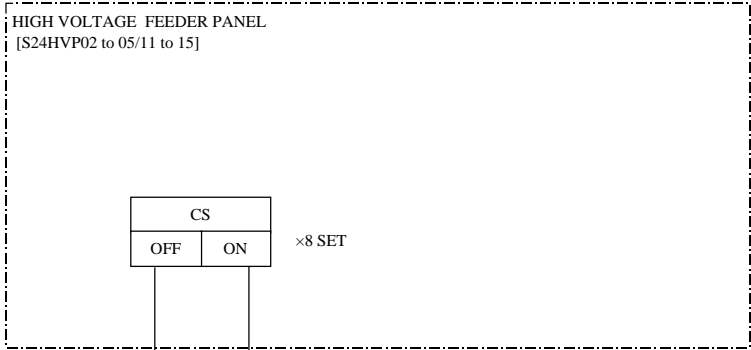 HIGH VOLTAGE FEEDER PANEL
[S24HVP02 to 05/11 to 15]
CS
OFF ON ×8 SET